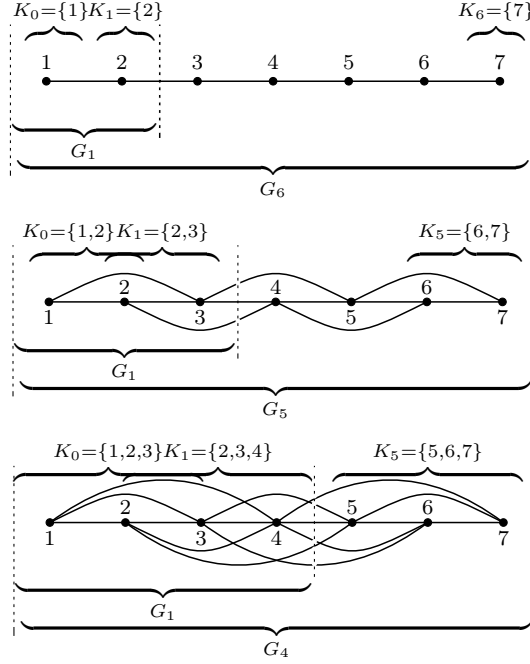 K₀={1}K₁={2} K₆={7}
1 2 3 4 5 6 7
G₁
G₆
K₀={1,2}K₁={2,3} K₅={6,7}
2 4 6
1 3 5 7
G₁
G₅
K₀={1,2,3}K₁={2,3,4} K₅={5,6,7}
2 5
1 3 4 6 7
G₁
G₄